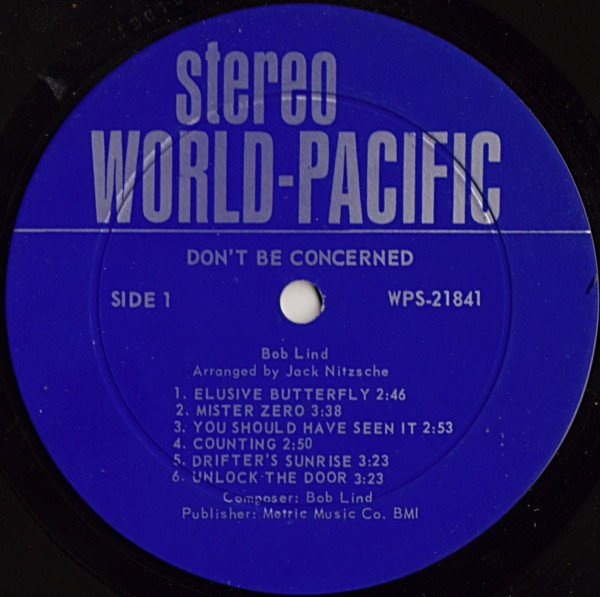 stereo
WORLD-PACIFIC
DON'T BE CONCERNED
SIDE 1
WPS-21841
Bob Lind
Arranged by Jack Nitzsche
1. ELUSIVE BUTTERFLY 2:46
2. MISTER ZERO 3:38
3. YOU SHOULD HAVE SEEN IT 2:53
4. COUNTING 2:50
5. DRIFTER'S SUNRISE 3:23
6. UNLOCK THE DOOR 3:23
Composer: Bob Lind
Publisher: Metric Music Co. BMI